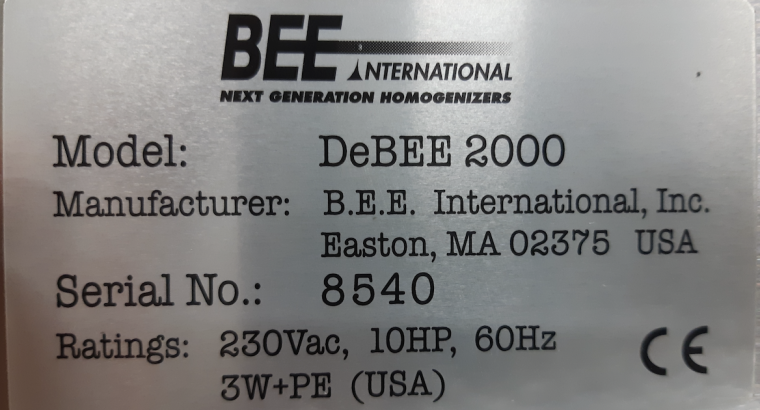 BEE
INTERNATIONAL
NEXT GENERATION HOMOGENIZERS
Model: DeBEE 2000
Manufacturer: B.E.E. International, Inc.
Easton, MA 02375 USA
Serial No.: 8540
Ratings: 230Vac, 10HP, 60Hz
3W+PE (USA)
CE